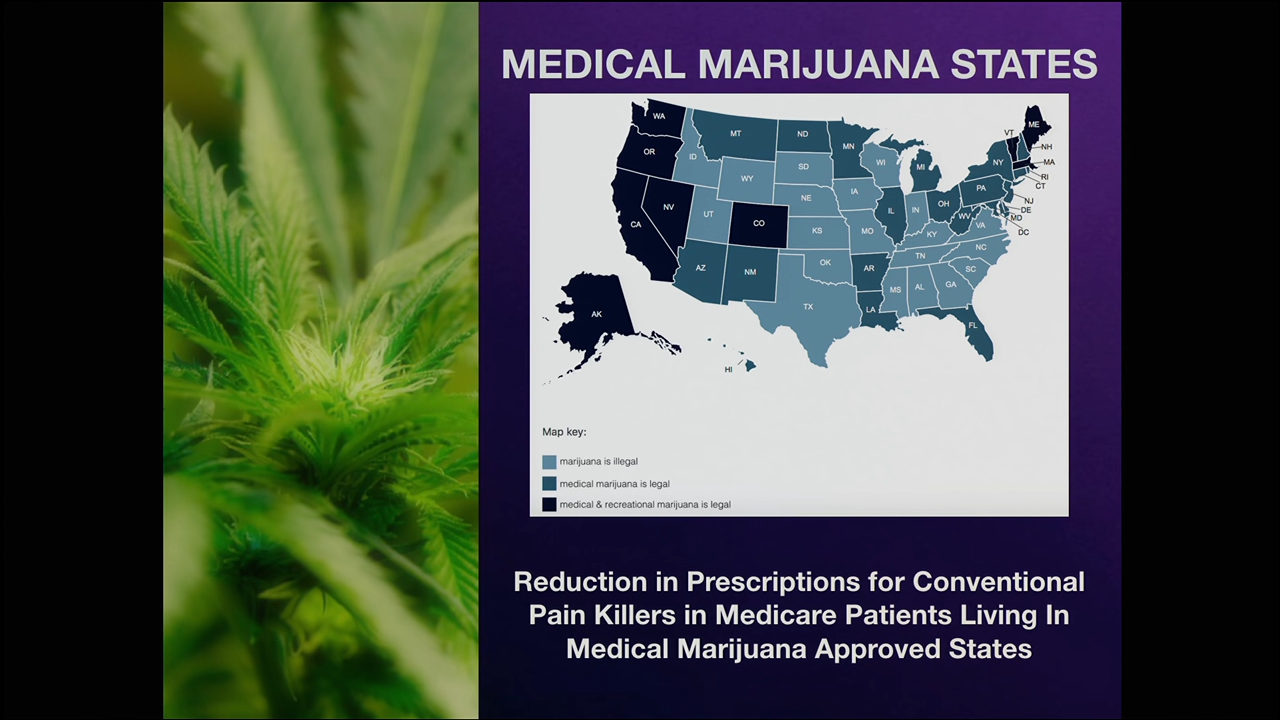 MEDICAL MARIJUANA STATES
WA
MT
ND
MN
ME
VT
NH
OR
ID
WY
SD
WI
MI
NY
MA
RI
CT
NV
UT
CO
NE
IA
IL
IN
OH
PA
NJ
DE
MD
DC
CA
KS
MO
KY
WV
VA
AZ
NM
OK
AR
TN
NC
SC
TX
LA
MS
AL
GA
FL
AK
HI
Map key:
marijuana is illegal
medical marijuana is legal
medical & recreational marijuana is legal
Reduction in Prescriptions for Conventional
Pain Killers in Medicare Patients Living In
Medical Marijuana Approved States